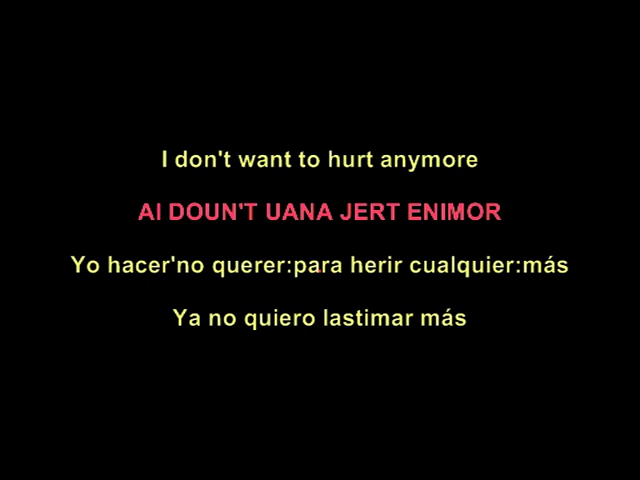 I don't want to hurt anymore
AI DOUN'T UANA JERT ENIMOR
Yo hacer'no querer:para herir cualquier:más
Ya no quiero lastimar más